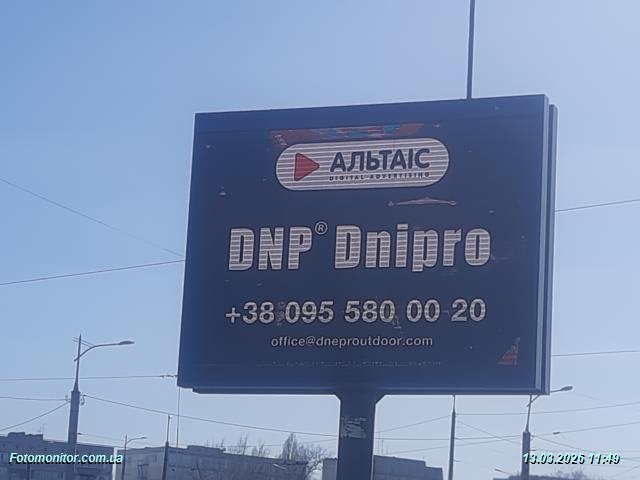 АЛЬТАІС
DIGITAL ADVERTISING
DNP® Dnipro
+38 095 580 00 20
office@dneproutdoor.com
Fotomonitor.com.ua
13.03.2026 11:49